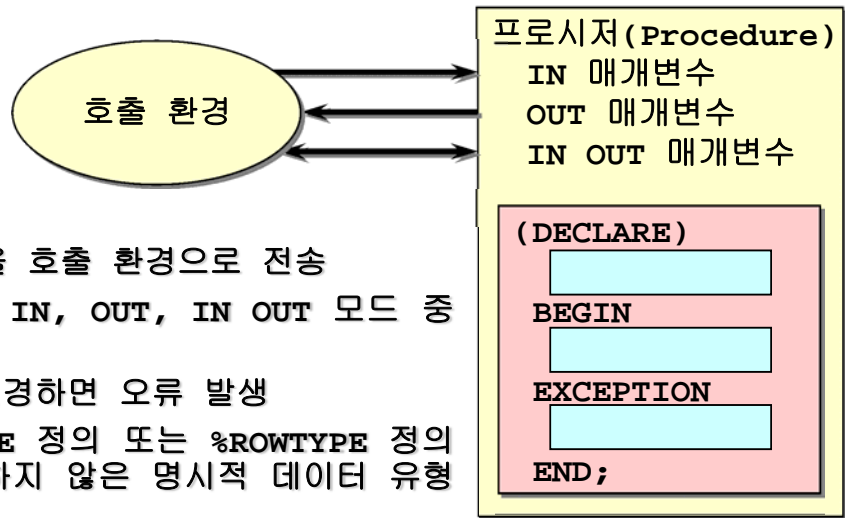 프로시저(Procedure)
IN 매개변수
OUT 매개변수
IN OUT 매개변수
호출 환경
(DECLARE)
BEGIN
EXCEPTION
END;
호출 환경으로 전송
IN, OUT, IN OUT 모드 중
경하면 오류 발생
정의 또는 %ROWTYPE 정의
하지 않은 명시적 데이터 유형